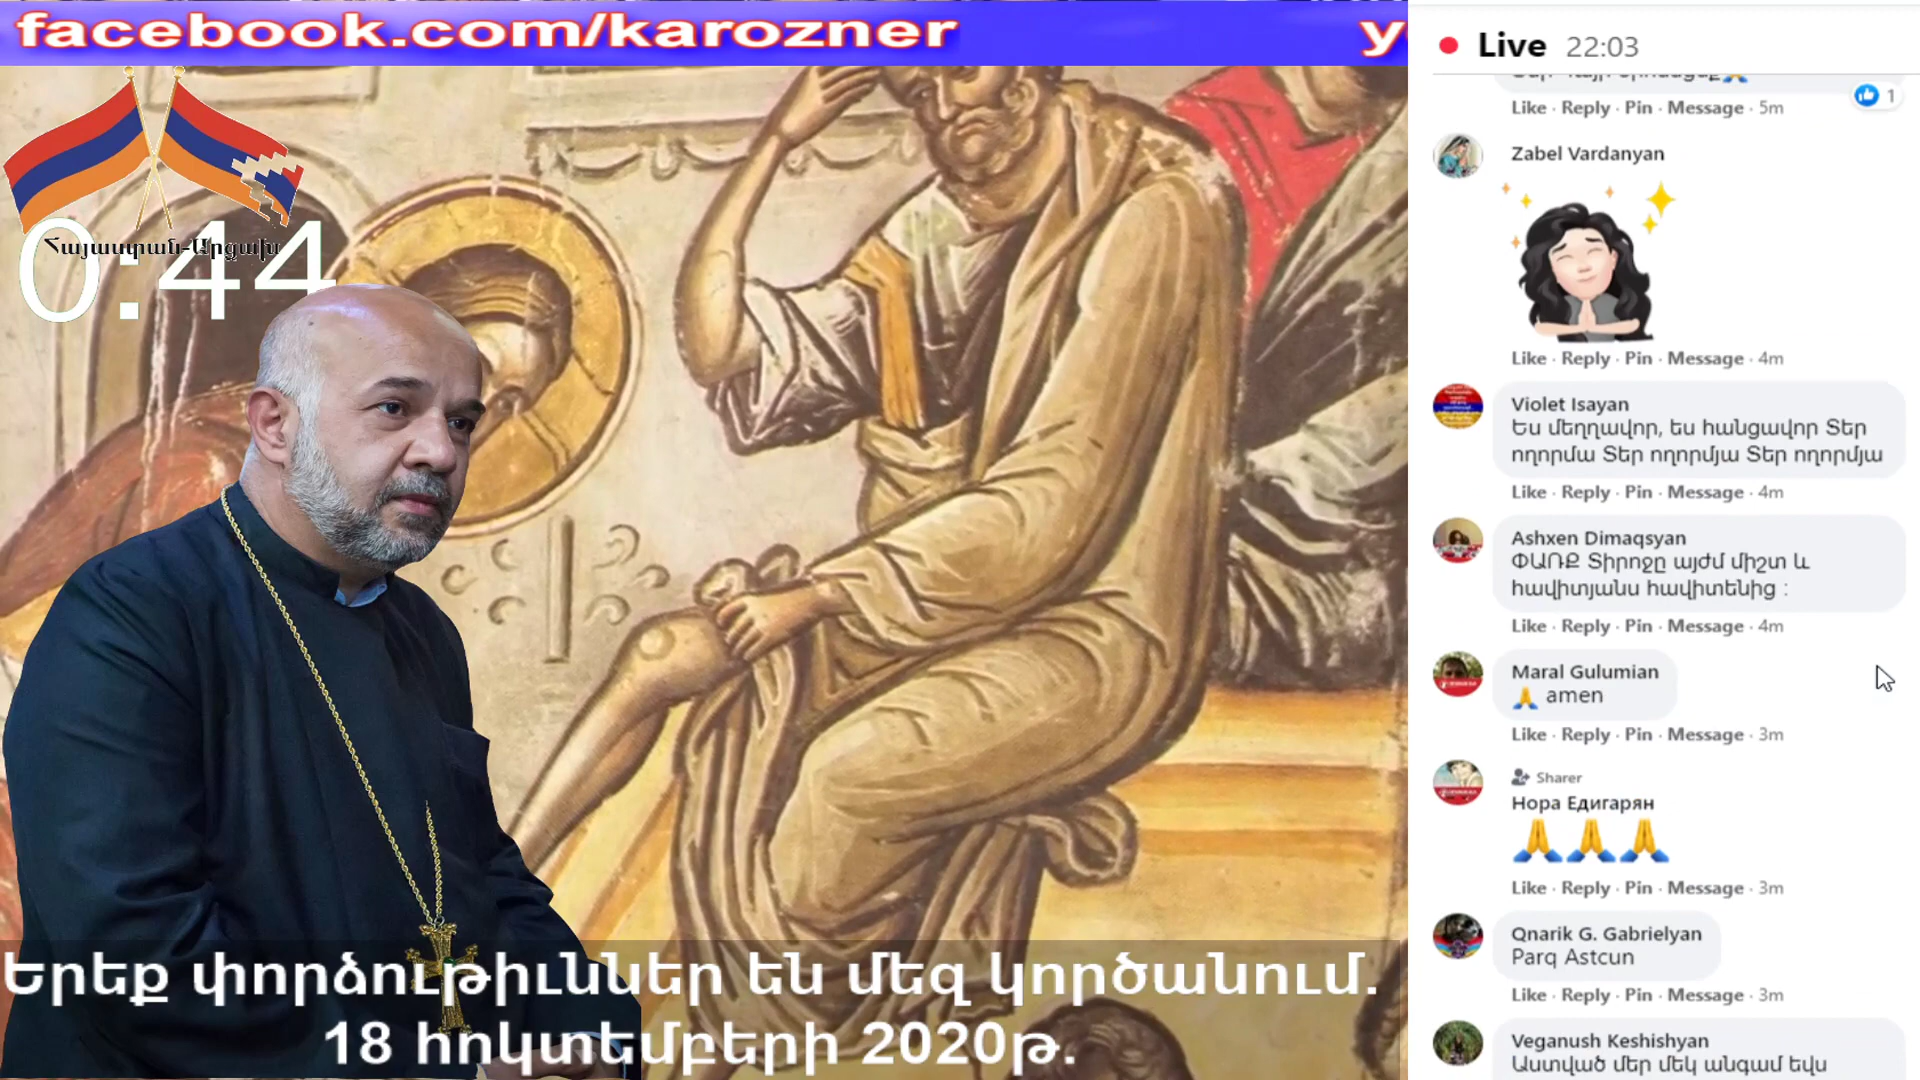 facebook.com/karozner
Հայաստան-Արցախ
0:44
Երեք փորձութիւններ են մեզ կործանում.
18 հոկտեմբերի 2020թ.
Live 22:03
Like · Reply · Pin · Message · 5m
1
Zabel Vardanyan
Like · Reply · Pin · Message · 4m
Violet Isayan
Ես մեղղավոր, ես հանցավոր Տեր
ողորմա Տեր ողորմյա Տեր ողորմյա
Like · Reply · Pin · Message · 4m
Ashxen Dimaqsyan
ՓԱՌՔ Տիրոջը այժմ միշտ և
հավիտյանս հավիտենից :
Like · Reply · Pin · Message · 4m
Maral Gulumian
🙏 amen
Like · Reply · Pin · Message · 3m
Sharer
Нора Едигарян
🙏🙏🙏
Like · Reply · Pin · Message · 3m
Qnarik G. Gabrielyan
Parq Astcun
Like · Reply · Pin · Message · 3m
Veganush Keshishyan
Աստված մեր մեկ անգամ եվս